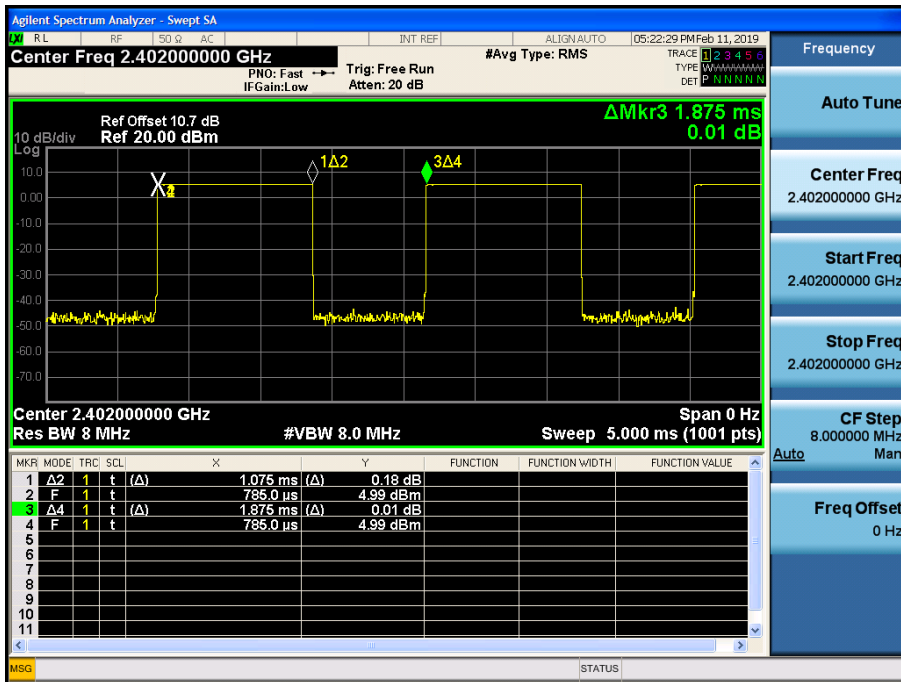 Agilent Spectrum Analyzer - Swept SA
LXI RL RF 50 Ω AC INT REF ALIGN AUTO 05:22:29 PM Feb 11, 2019
Center Freq 2.402000000 GHz #Avg Type: RMS TRACE 1 2 3 4 5 6
PNO: Fast Trig: Free Run TYPE WWWWWW
IFGain:Low Atten: 20 dB DET P N N N N N
Frequency
ΔMkr3 1.875 ms
0.01 dB
Ref Offset 10.7 dB
10 dB/div Ref 20.00 dBm
Log
1Δ2 3Δ4
10.0
0.00
-10.0
-20.0
-30.0
-40.0
-50.0
-60.0
-70.0
Center 2.402000000 GHz Span 0 Hz
Res BW 8 MHz #VBW 8.0 MHz Sweep 5.000 ms (1001 pts)
MKR MODE TRC SCL X Y FUNCTION FUNCTION WIDTH FUNCTION VALUE
1 Δ2 1 t (Δ) 1.075 ms (Δ) 0.18 dB
2 F 1 t 785.0 µs 4.99 dBm
3 Δ4 1 t (Δ) 1.875 ms (Δ) 0.01 dB
4 F 1 t 785.0 µs 4.99 dBm
5
6
7
8
9
10
11
MSG STATUS
Auto Tune
Center Freq
2.402000000 GHz
Start Freq
2.402000000 GHz
Stop Freq
2.402000000 GHz
CF Step
8.000000 MHz
Auto Man
Freq Offset
0 Hz